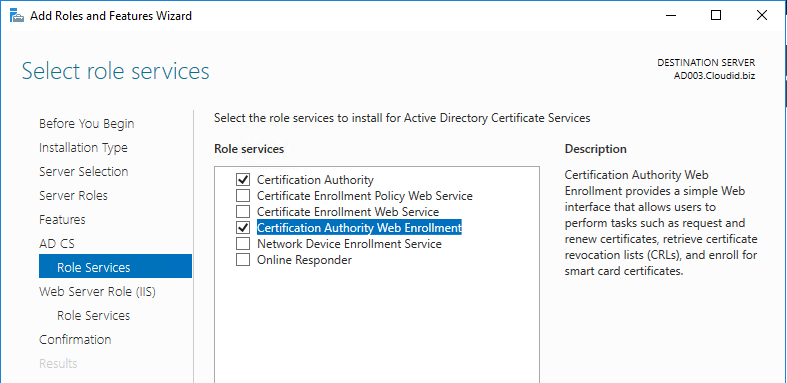 Add Roles and Features Wizard
Select role services
DESTINATION SERVER
AD003.Cloudid.biz
Before You Begin
Installation Type
Server Selection
Server Roles
Features
AD CS
Role Services
Web Server Role (IIS)
Role Services
Confirmation
Results
Select the role services to install for Active Directory Certificate Services
Role services
Certification Authority
Certificate Enrollment Policy Web Service
Certificate Enrollment Web Service
Certification Authority Web Enrollment
Network Device Enrollment Service
Online Responder
Description
Certification Authority Web
Enrollment provides a simple Web
interface that allows users to
perform tasks such as request and
renew certificates, retrieve certificate
revocation lists (CRLs), and enroll for
smart card certificates.